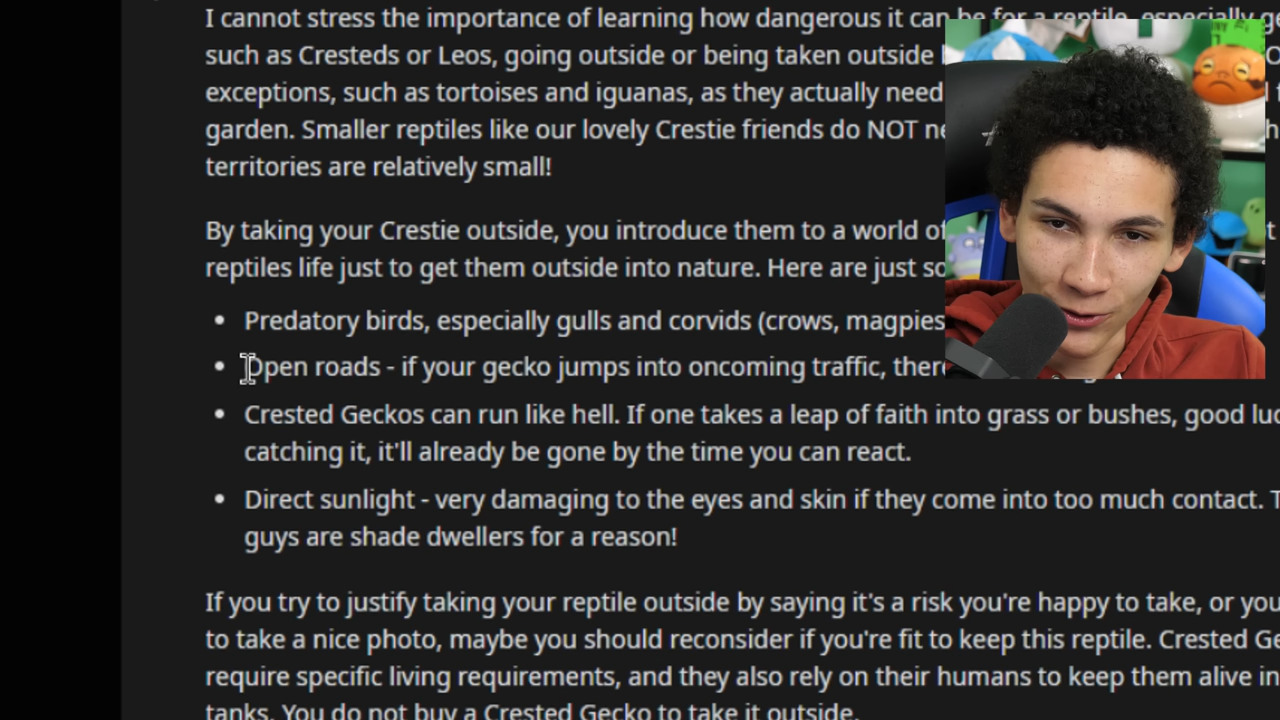 I cannot stress the importance of learning how dangerous it can be for a reptile, especially
such as Cresteds or Leos, going outside or being taken outside
exceptions, such as tortoises and iguanas, as they actually need
garden. Smaller reptiles like our lovely Crestie friends do NOT
territories are relatively small!
By taking your Crestie outside, you introduce them to a world of
reptiles life just to get them outside into nature. Here are just
• Predatory birds, especially gulls and corvids (crows, magpies
• Open roads - if your gecko jumps into oncoming traffic,
• Crested Geckos can run like hell. If one takes a leap of faith into grass or bushes, good
catching it, it'll already be gone by the time you can react.
• Direct sunlight - very damaging to the eyes and skin if they come into too much contact.
guys are shade dwellers for a reason!
If you try to justify taking your reptile outside by saying it's a risk you're happy to take, or
to take a nice photo, maybe you should reconsider if you're fit to keep this reptile. Crested
require specific living requirements, and they also rely on their humans to keep them alive in
tanks. You do not buy a Crested Gecko to take it outside.